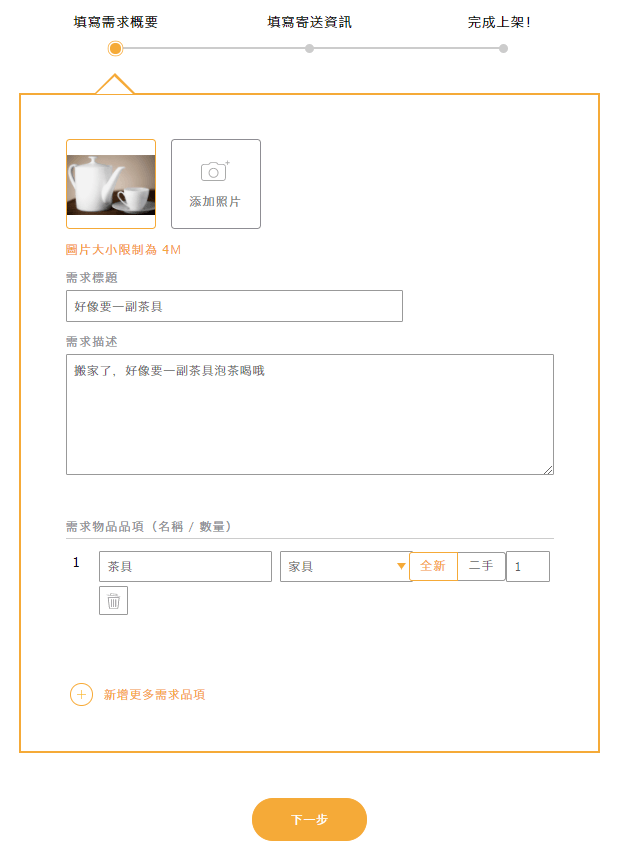 填寫需求概要 填寫寄送資訊 完成上架!
添加照片
圖片大小限制為 4M
需求標題
好像要一副茶具
需求描述
搬家了，好像要一副茶具泡茶喝哦
需求物品品項（名稱 / 數量）
1 茶具 家具 全新 二手 1
新增更多需求品項
下一步